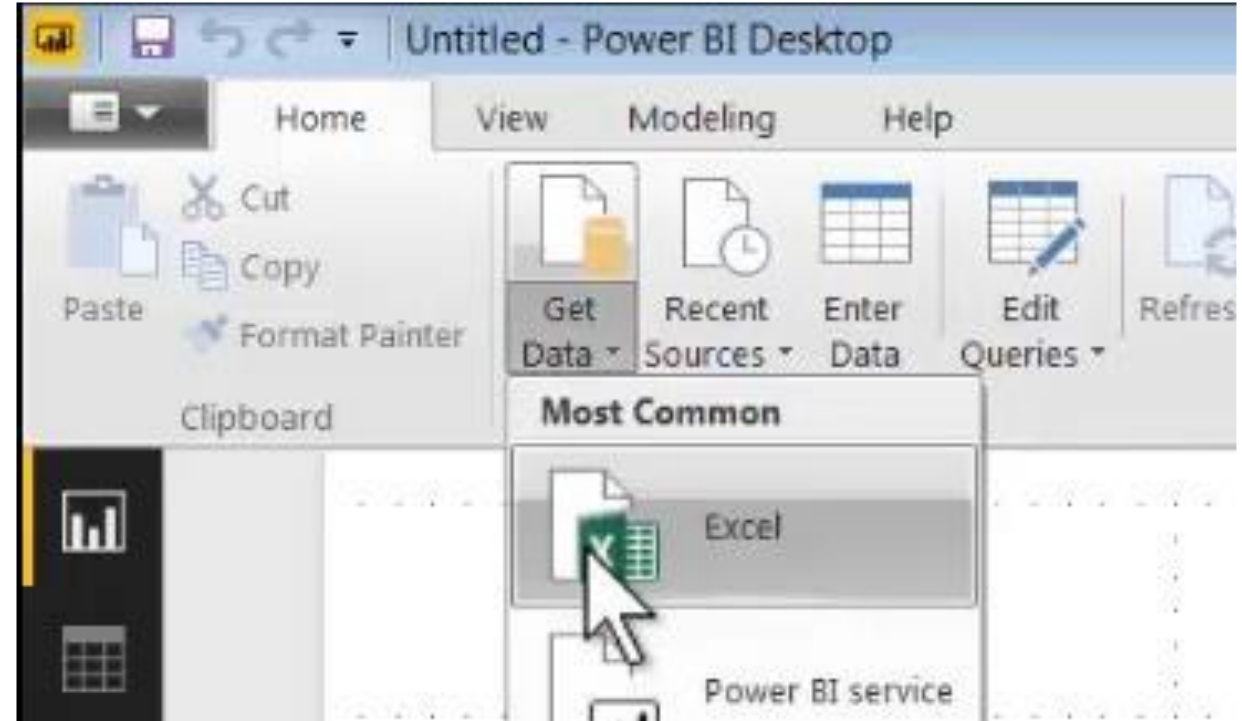 Untitled - Power BI Desktop
Home View Modeling Help
Cut
Copy
Format Painter
Paste
Clipboard
Get
Data
Recent
Sources
Enter
Data
Edit
Queries
Refres
Most Common
Excel
Power BI service